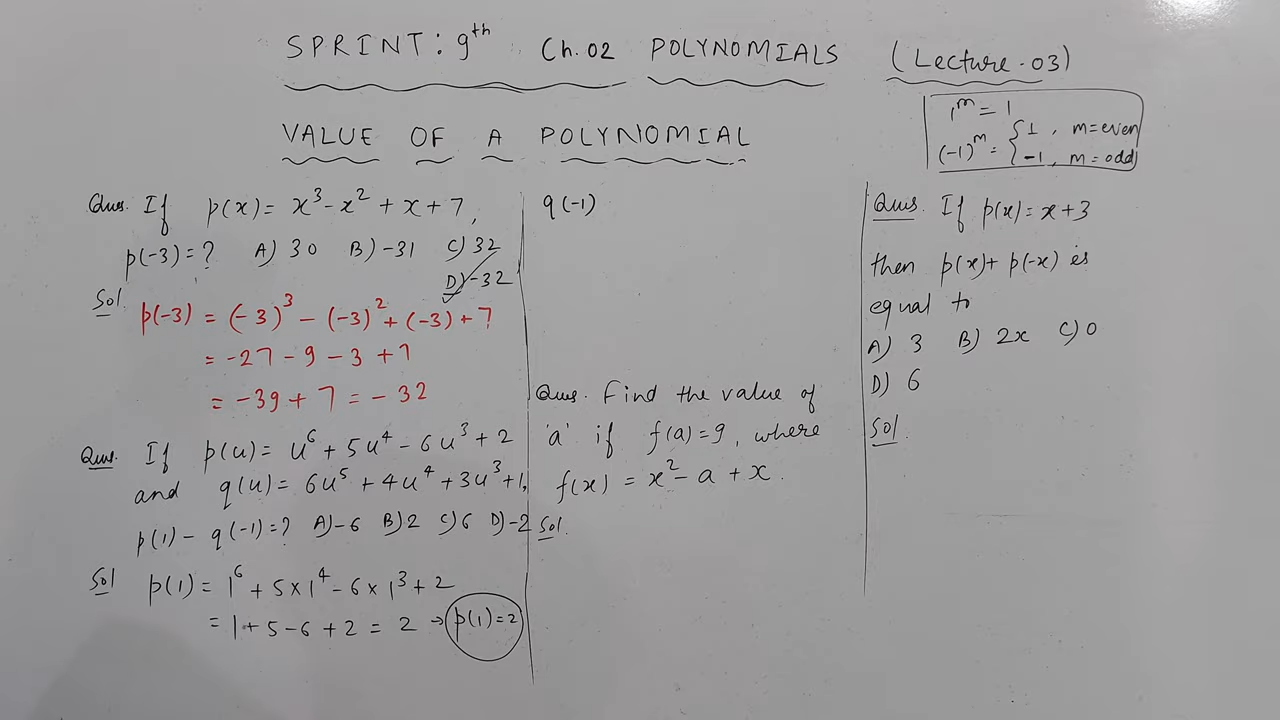 SPRINT: 9th Ch.02 POLYNOMIALS (Lecture-03)
VALUE OF A POLYNOMIAL
1^m = 1
(-1)^m = { 1, m=even
-1, m=odd
Ques. If p(x) = x³ - x² + x + 7,
p(-3) = ? A) 30 B) -31 C) 32
D) -32
Sol. p(-3) = (-3)³ - (-3)² + (-3) + 7
= -27 - 9 - 3 + 7
= -39 + 7 = -32
Ques. If p(u) = u⁶ + 5u⁴ - 6u³ + 2
and q(u) = 6u⁵ + 4u⁴ + 3u³ + 1,
p(1) - q(-1) = ? A) -6 B) 2 C) 6 D) -2
Sol p(1) = 1⁶ + 5×1⁴ - 6×1³ + 2
= 1 + 5 - 6 + 2 = 2 → p(1) = 2
q(-1)
Ques. Find the value of
'a' if f(a) = 9, where
f(x) = x² - a + x.
Sol.
Ques. If p(x) = x + 3
then p(x) + p(-x) is
equal to
A) 3 B) 2x C) 0
D) 6
Sol.